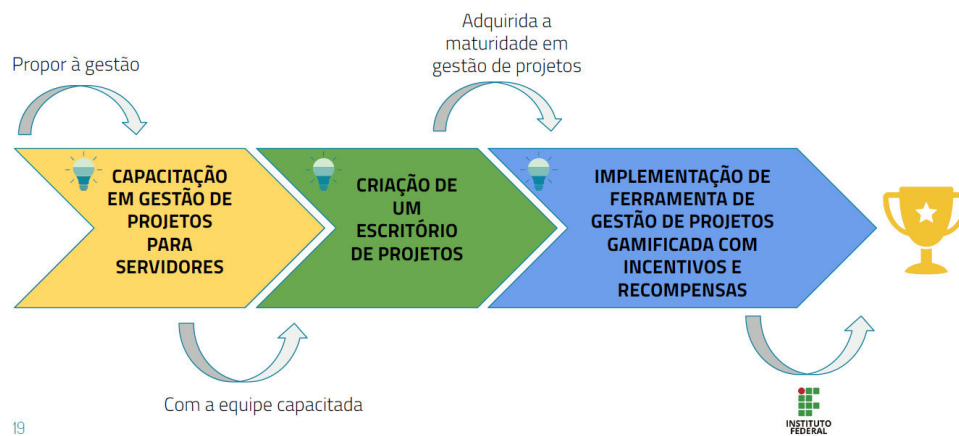 Propor à gestão
Adquirida a
maturidade em
gestão de projetos
CAPACITAÇÃO
EM GESTÃO DE
PROJETOS
PARA
SERVIDORES
CRIAÇÃO DE
UM
ESCRITÓRIO
DE PROJETOS
IMPLEMENTAÇÃO DE
FERRAMENTA DE
GESTÃO DE PROJETOS
GAMIFICADA COM
INCENTIVOS E
RECOMPENSAS
Com a equipe capacitada
INSTITUTO
FEDERAL
19